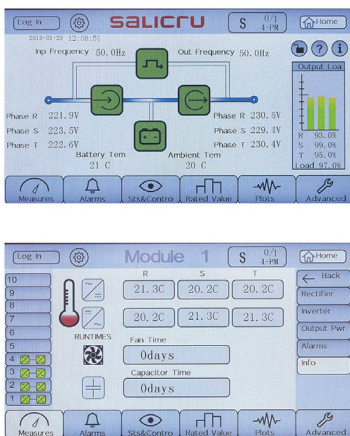 Log in SALICRU S 0/1 4-PM Home
2019-01-28 12:08:51
Inp Frequency 50.0Hz Out Frequency 50.0Hz
Output Loa
Phase R 221.9V Phase R 230.5V
Phase S 223.5V Phase S 229.4V
Phase T 222.6V Phase T 230.4V
Battery Tem Ambient Tem
21 C 20 C
R 93.0%
S 99.0%
T 95.0%
Load 97.0%
Measures Alarms Sts&Contro Rated Value Plots Advanced
Log in Module 1 S 0/1 4-PM Home
R S T
Back
10
9
8
7
6
5
4
3
2
1
21.3C 20.2C 20.2C
20.2C 21.3C 21.3C
RUNTIMES
Fan Time
0days
Capacitor Time
0days
Rectifier
Inverter
Output Pwr
Alarms
Info
Measures Alarms Sts&Contro Rated Value Plots Advanced